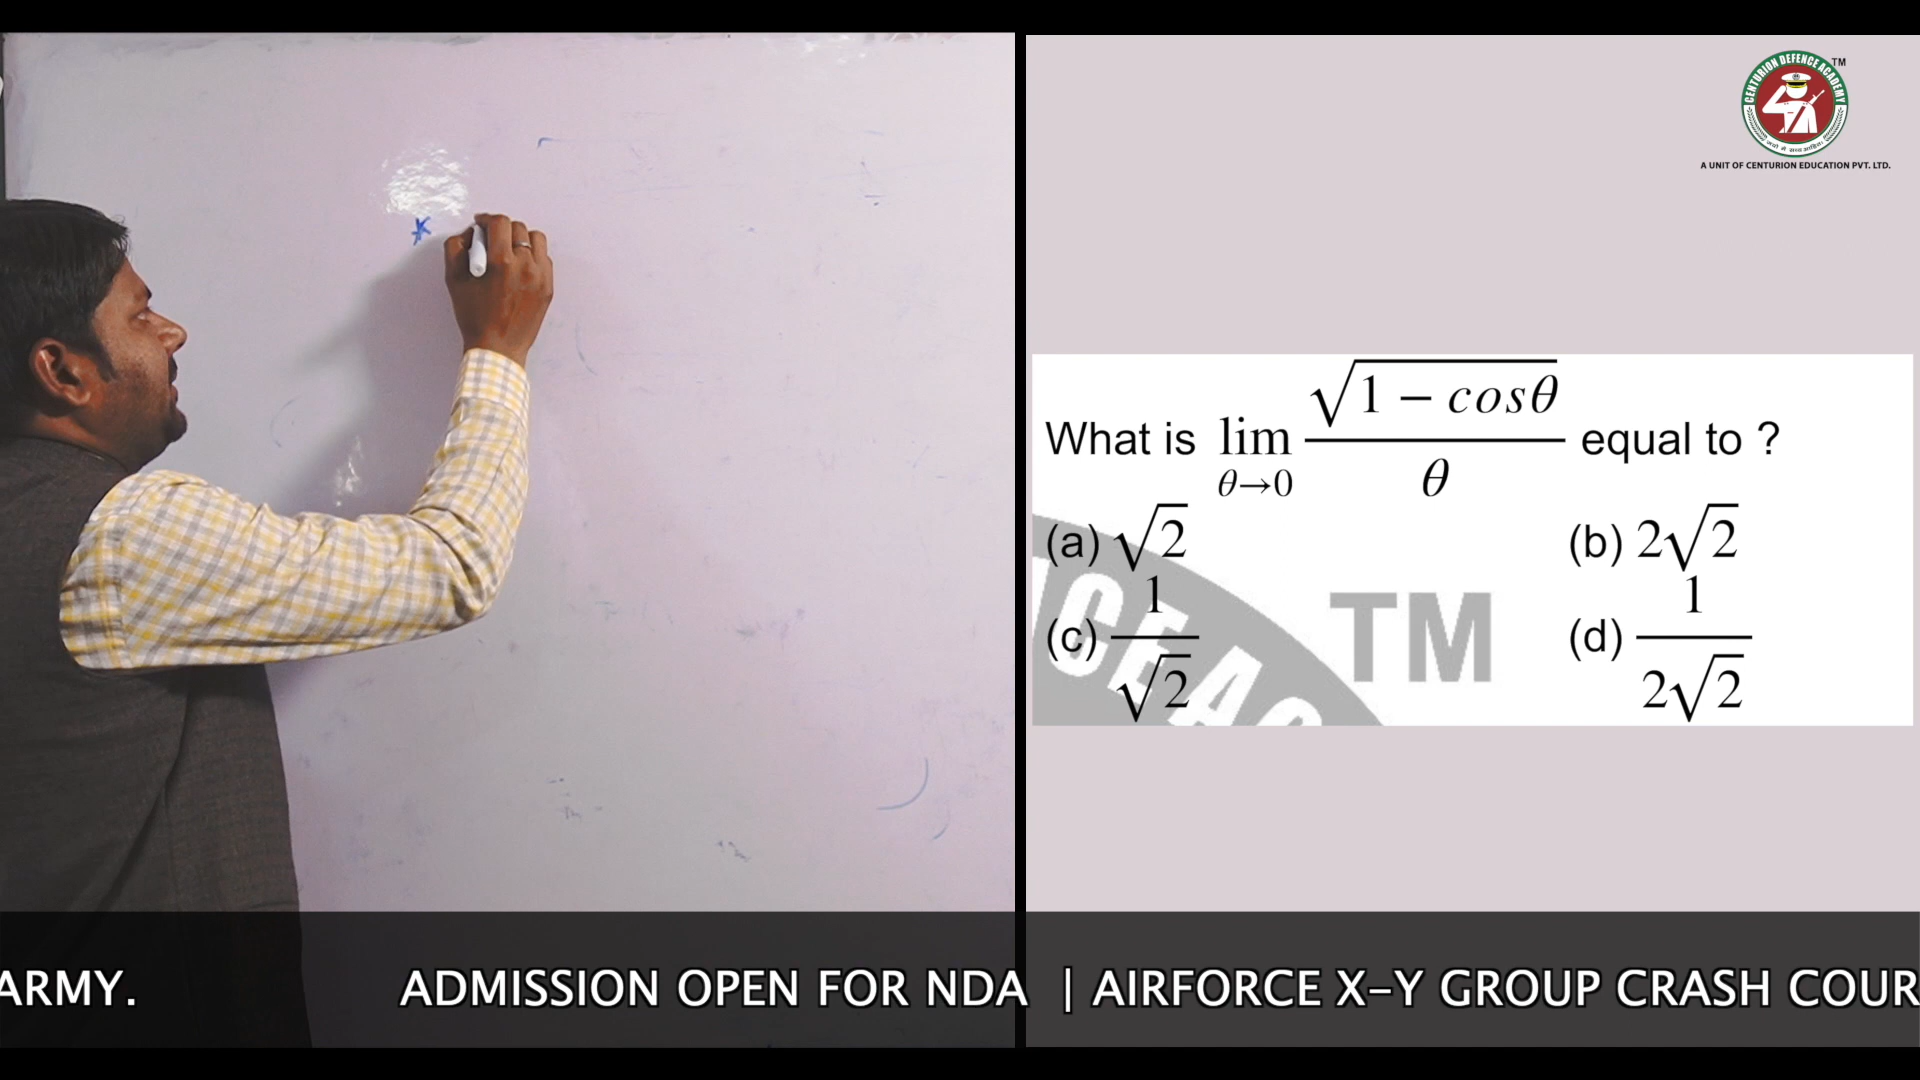 CENTURION DEFENCE ACADEMY
TM
A UNIT OF CENTURION EDUCATION PVT. LTD.
What is lim θ→0 √(1 − cosθ) / θ equal to ?
(a) √2 (b) 2√2
(c) 1/√2 (d) 1/(2√2)
TM
CEAC
ARMY. ADMISSION OPEN FOR NDA | AIRFORCE X-Y GROUP CRASH COUR